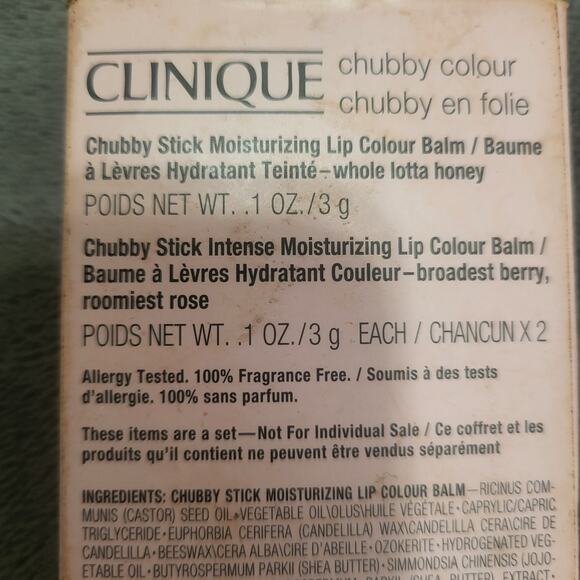 CLINIQUE
chubby colour
chubby en folie
Chubby Stick Moisturizing Lip Colour Balm / Baume
à Lèvres Hydratant Teinté–whole lotta honey
POIDS NET WT. .1 OZ./3 g
Chubby Stick Intense Moisturizing Lip Colour Balm /
Baume à Lèvres Hydratant Couleur–broadest berry,
roomiest rose
POIDS NET WT. .1 OZ./3 g EACH / CHANCUN X 2
Allergy Tested. 100% Fragrance Free. / Soumis à des tests
d'allergie. 100% sans parfum.
These items are a set—Not For Individual Sale / Ce coffret et les
produits qu'il contient ne peuvent être vendus séparément
INGREDIENTS: CHUBBY STICK MOISTURIZING LIP COLOUR BALM–RICINUS COM-
MUNIS (CASTOR) SEED OIL•VEGETABLE OIL\OLUS\HUILE VÉGÉTALE•CAPRYLIC/CAPRIC
TRIGLYCERIDE•EUPHORBIA CERIFERA (CANDELILLA) WAX\CANDELILLA CERA\CIRE DE
CANDELILLA•BEESWAX\CERA ALBA\CIRE D'ABEILLE•OZOKERITE•HYDROGENATED VEG-
ETABLE OIL•BUTYROSPERMUM PARKII (SHEA BUTTER)•SIMMONDSIA CHINENSIS (JOJO-